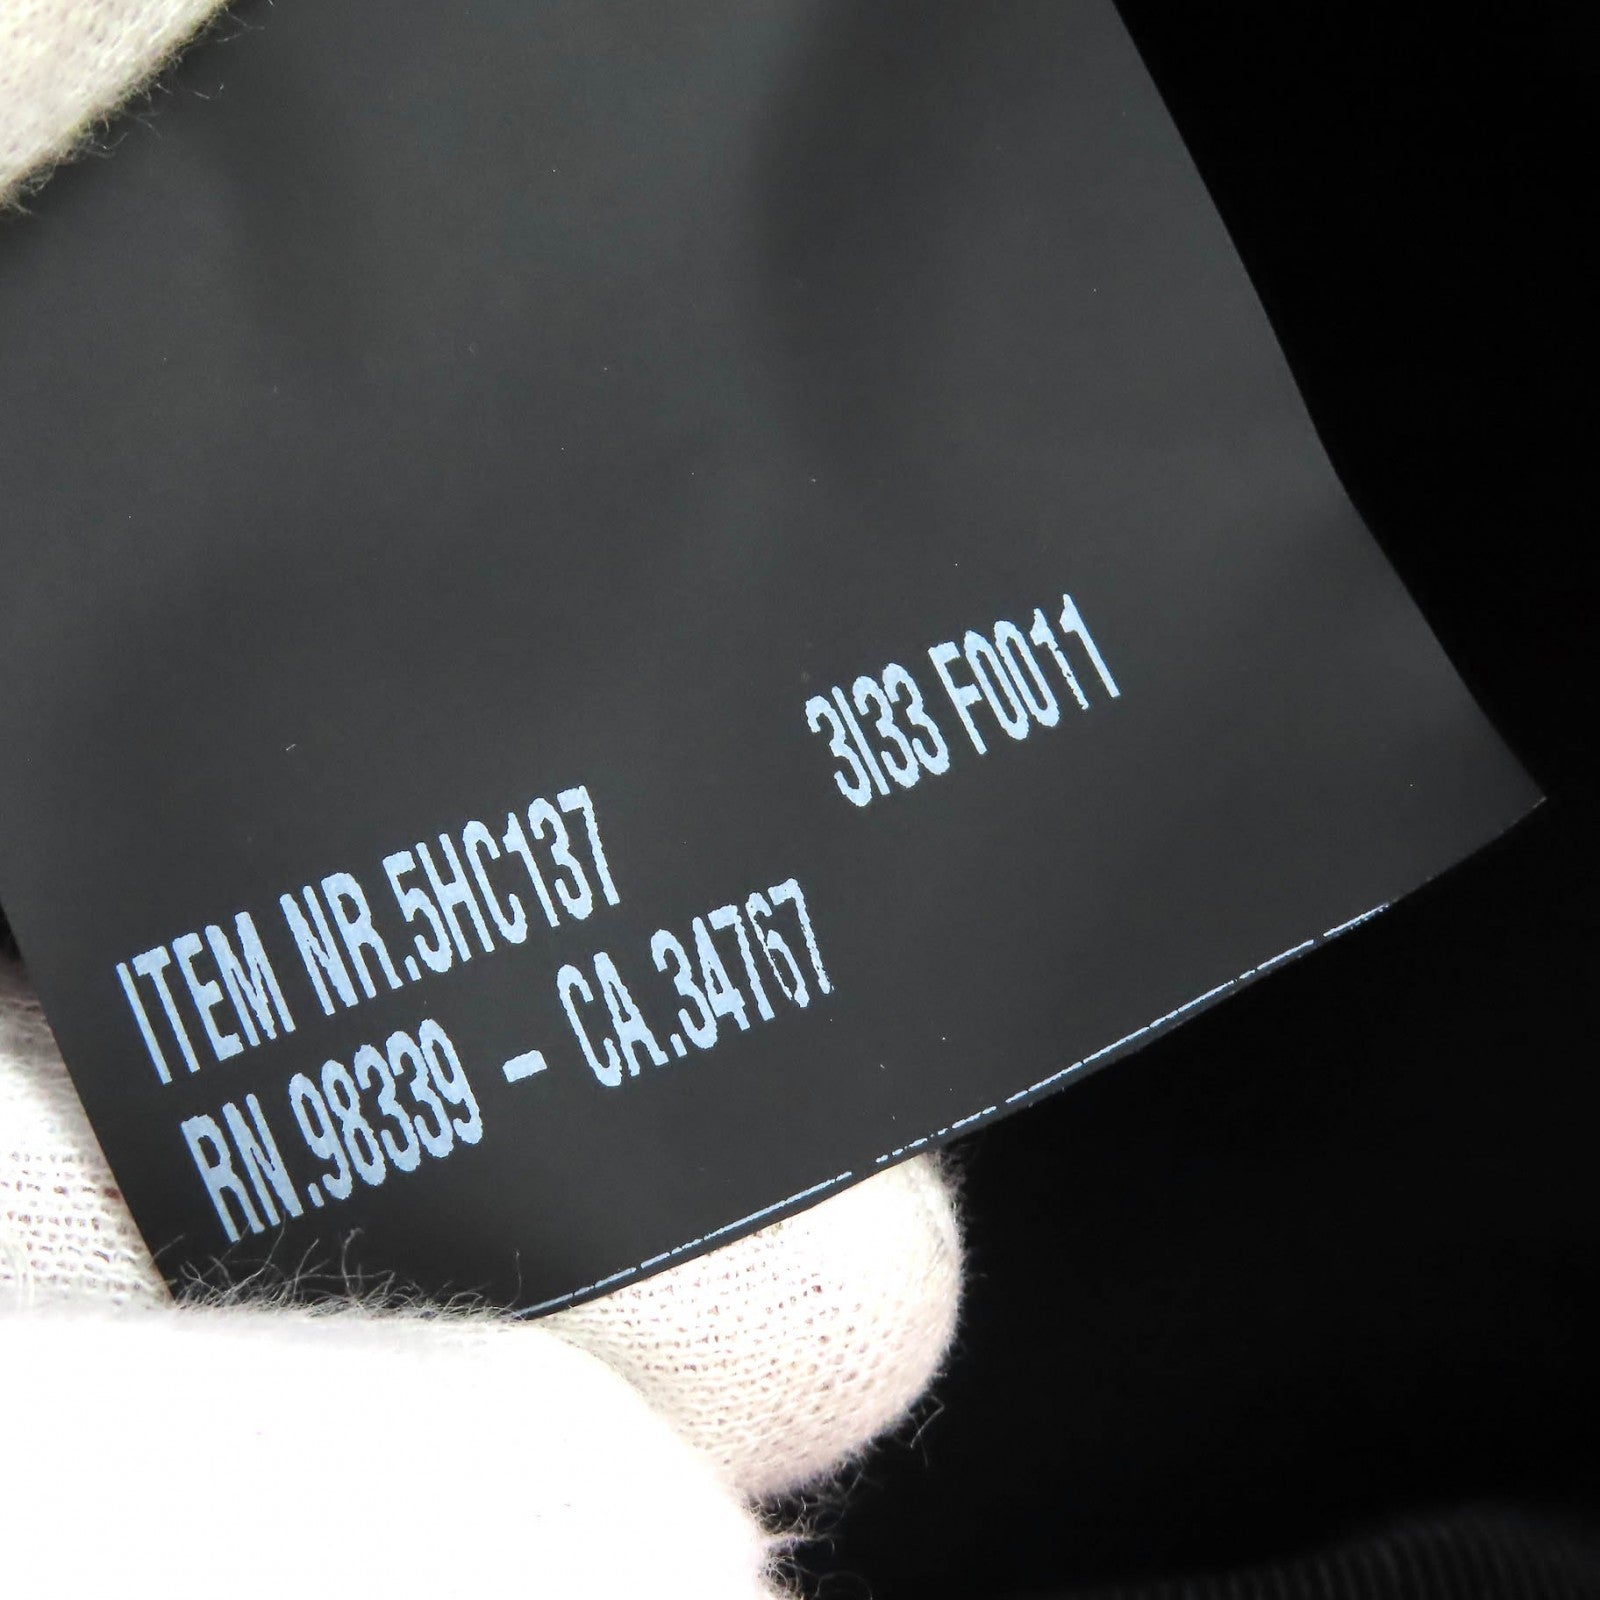 3I33 F0011
ITEM NR.5HC137
RN.98339 - CA.34767